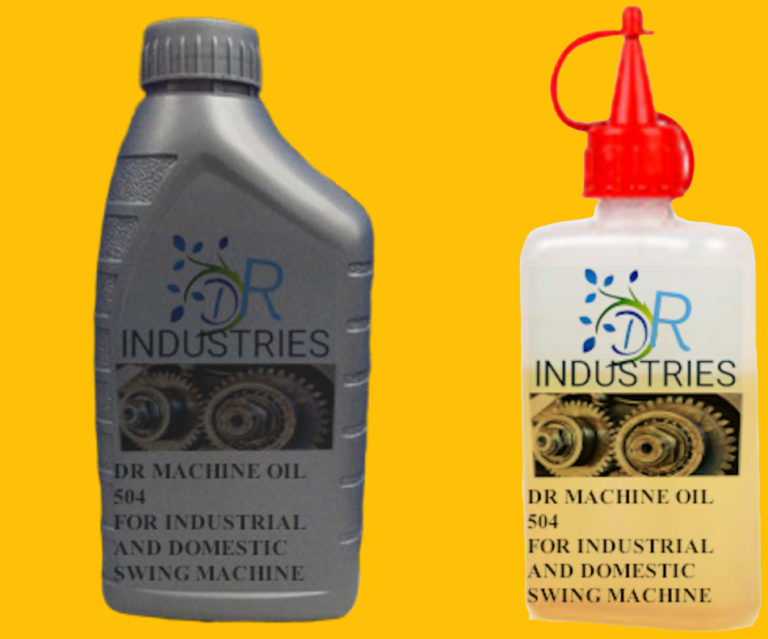 DR
INDUSTRIES
DR MACHINE OIL
504
FOR INDUSTRIAL
AND DOMESTIC
SWING MACHINE
DR
INDUSTRIES
DR MACHINE OIL
504
FOR INDUSTRIAL
AND DOMESTIC
SWING MACHINE